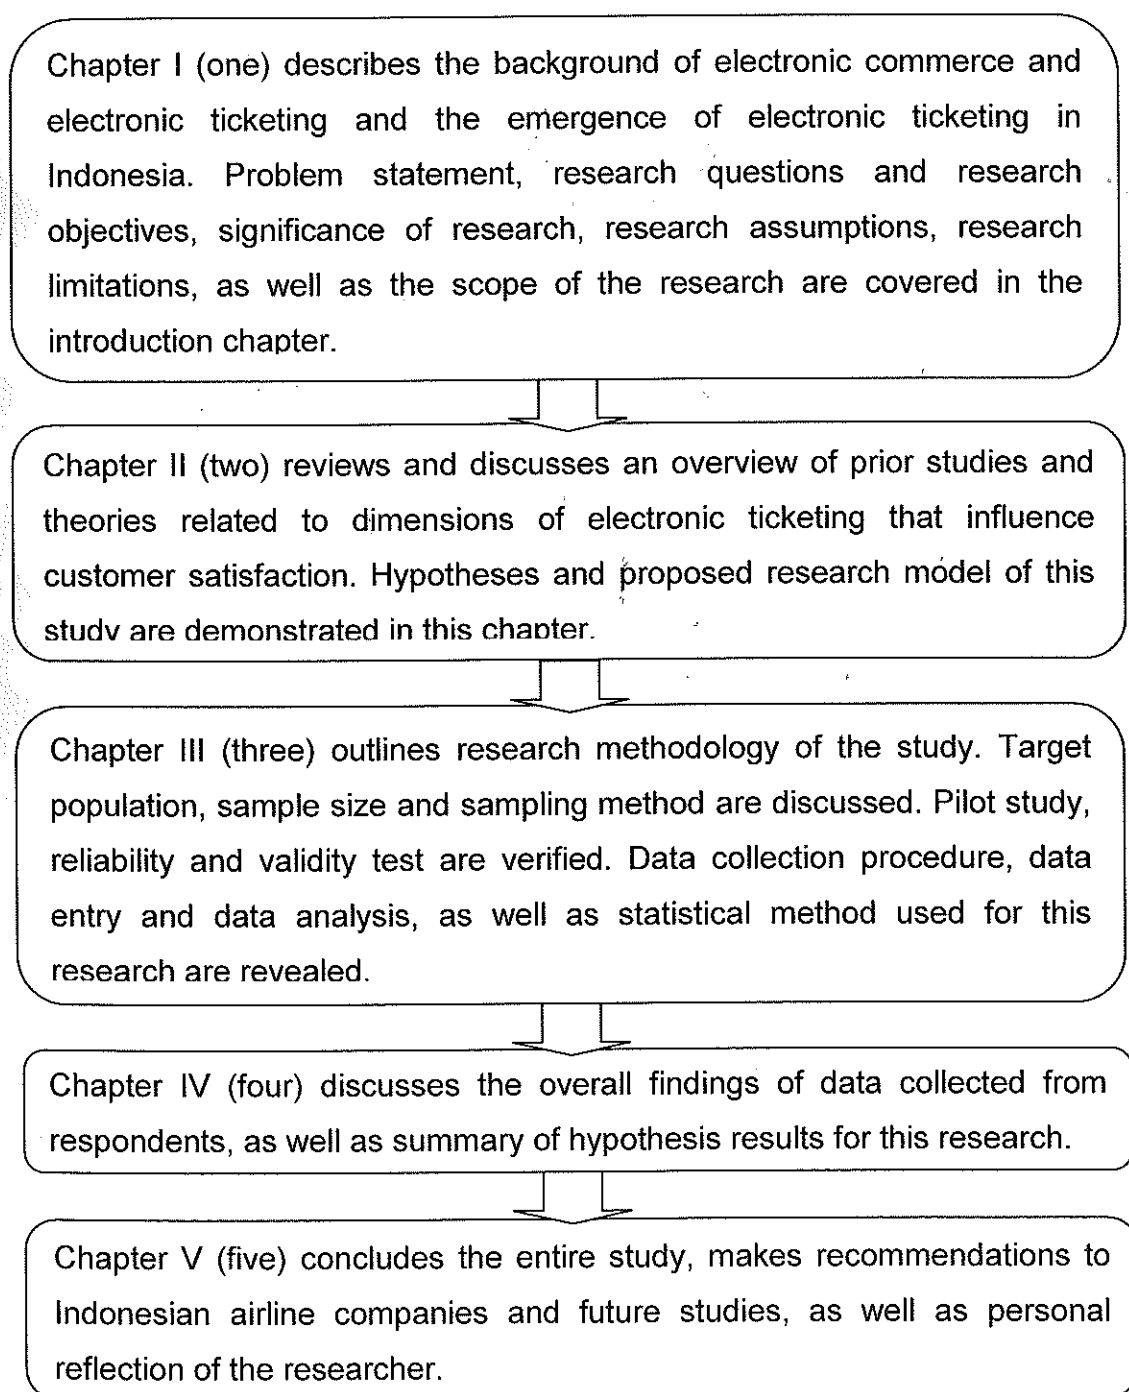 Chapter I (one) describes the background of electronic commerce and
electronic ticketing and the emergence of electronic ticketing in
Indonesia. Problem statement, research questions and research
objectives, significance of research, research assumptions, research
limitations, as well as the scope of the research are covered in the
introduction chapter.
Chapter II (two) reviews and discusses an overview of prior studies and
theories related to dimensions of electronic ticketing that influence
customer satisfaction. Hypotheses and proposed research model of this
study are demonstrated in this chapter.
Chapter III (three) outlines research methodology of the study. Target
population, sample size and sampling method are discussed. Pilot study,
reliability and validity test are verified. Data collection procedure, data
entry and data analysis, as well as statistical method used for this
research are revealed.
Chapter IV (four) discusses the overall findings of data collected from
respondents, as well as summary of hypothesis results for this research.
Chapter V (five) concludes the entire study, makes recommendations to
Indonesian airline companies and future studies, as well as personal
reflection of the researcher.